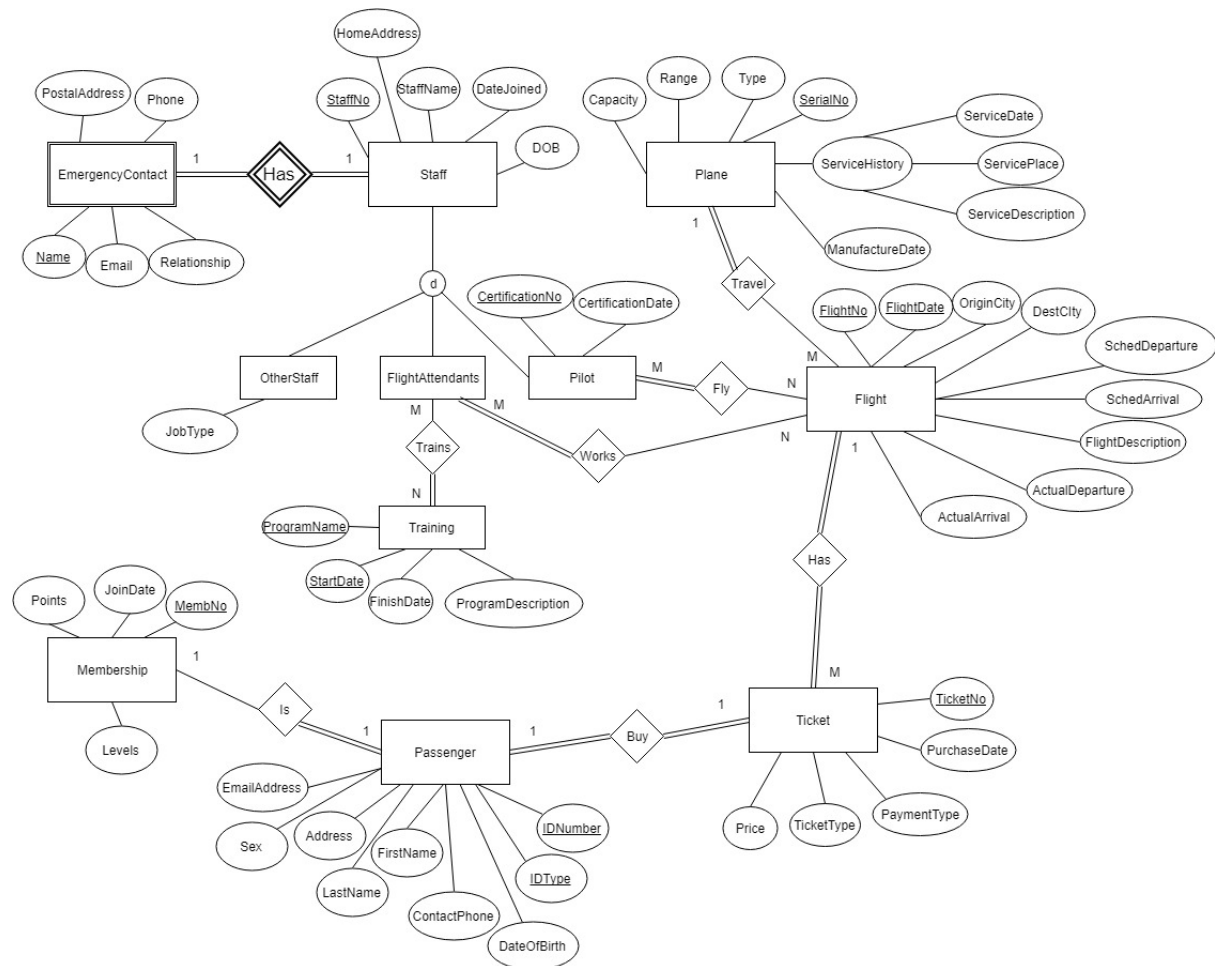 HomeAddress
PostalAddress
Phone
StaffNo
StaffName
DateJoined
DOB
EmergencyContact
1
Has
1
Staff
Name
Email
Relationship
Capacity
Range
Type
SerialNo
Plane
ServiceHistory
ServiceDate
ServicePlace
ServiceDescription
ManufactureDate
1
Travel
M
d
OtherStaff
JobType
FlightAttendants
CertificationNo
CertificationDate
Pilot
M
Fly
N
FlightNo
FlightDate
OriginCity
DestCIty
SchedDeparture
SchedArrival
FlightDescription
ActualDeparture
ActualArrival
Flight
M
Works
N
M
Trains
N
ProgramName
Training
StartDate
FinishDate
ProgramDescription
1
Has
M
Points
JoinDate
MembNo
Membership
Levels
1
Is
1
Passenger
1
Buy
1
Ticket
TicketNo
PurchaseDate
PaymentType
TicketType
Price
EmailAddress
Sex
Address
LastName
FirstName
ContactPhone
DateOfBirth
IDType
IDNumber